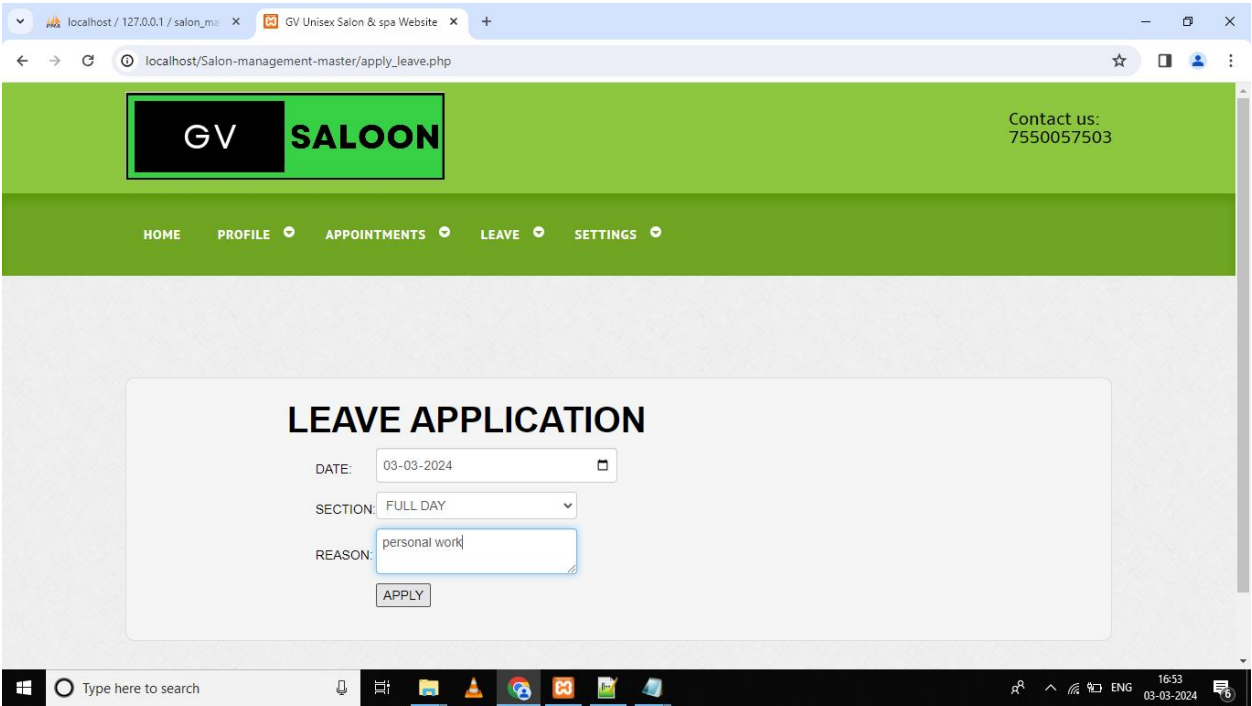 localhost / 127.0.0.1 / salon_ma
GV Unisex Salon & spa Website
localhost/Salon-management-master/apply_leave.php
GV SALOON
Contact us:
7550057503
HOME PROFILE APPOINTMENTS LEAVE SETTINGS
LEAVE APPLICATION
DATE: 03-03-2024
SECTION: FULL DAY
REASON: personal work
APPLY
Type here to search
ENG
16:53
03-03-2024
6